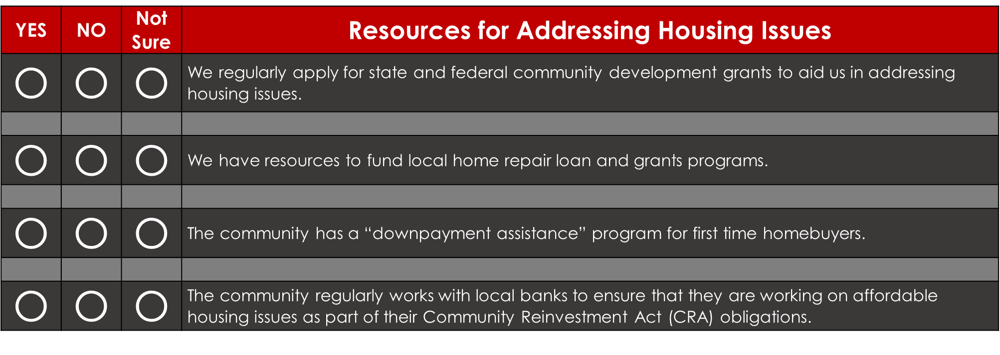 YES NO Not Sure Resources for Addressing Housing Issues
We regularly apply for state and federal community development grants to aid us in addressing
housing issues.
We have resources to fund local home repair loan and grants programs.
The community has a “downpayment assistance” program for first time homebuyers.
The community regularly works with local banks to ensure that they are working on affordable
housing issues as part of their Community Reinvestment Act (CRA) obligations.